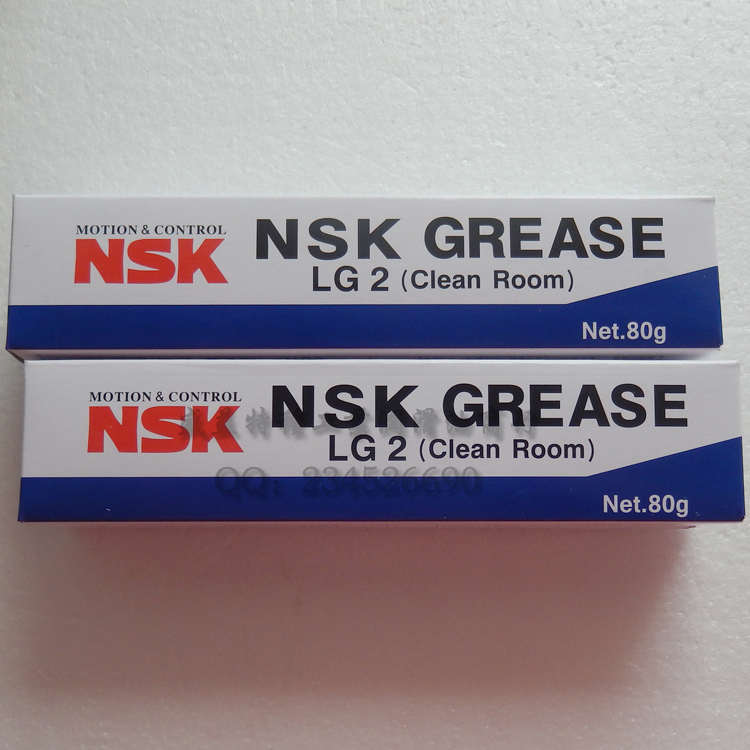 MOTION & CONTROL
NSK
NSK GREASE
LG 2 (Clean Room)
Net.80g
MOTION & CONTROL
NSK
NSK GREASE
LG 2 (Clean Room)
QQ: 234526690
Net.80g